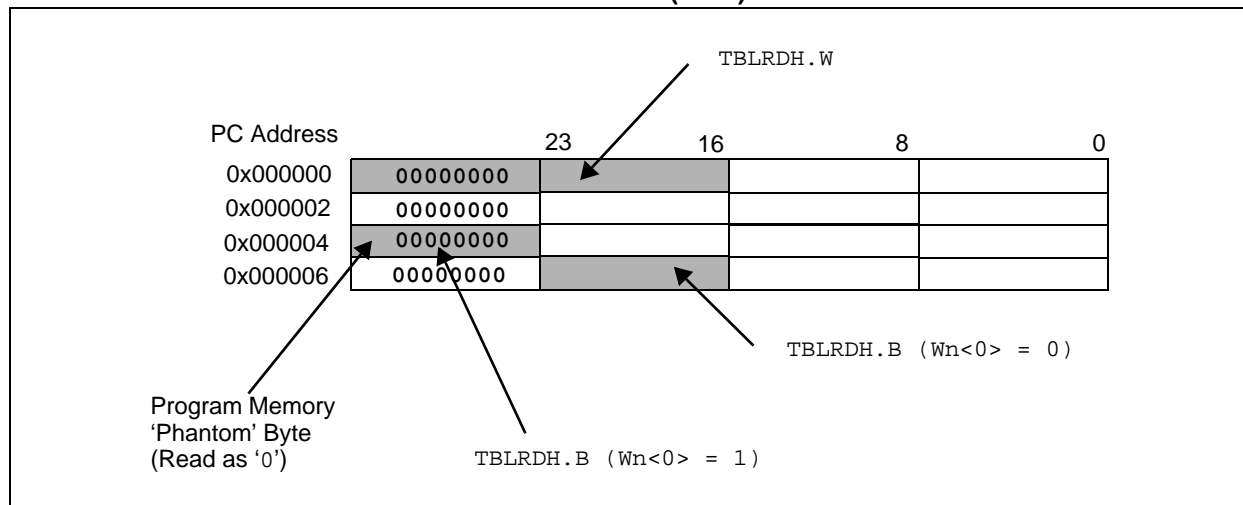 TBLRDH.W
PC Address
23 16 8 0
0x000000 00000000
0x000002 00000000
0x000004 00000000
0x000006 00000000
TBLRDH.B (Wn<0> = 0)
Program Memory
‘Phantom’ Byte
(Read as ‘0’)
TBLRDH.B (Wn<0> = 1)